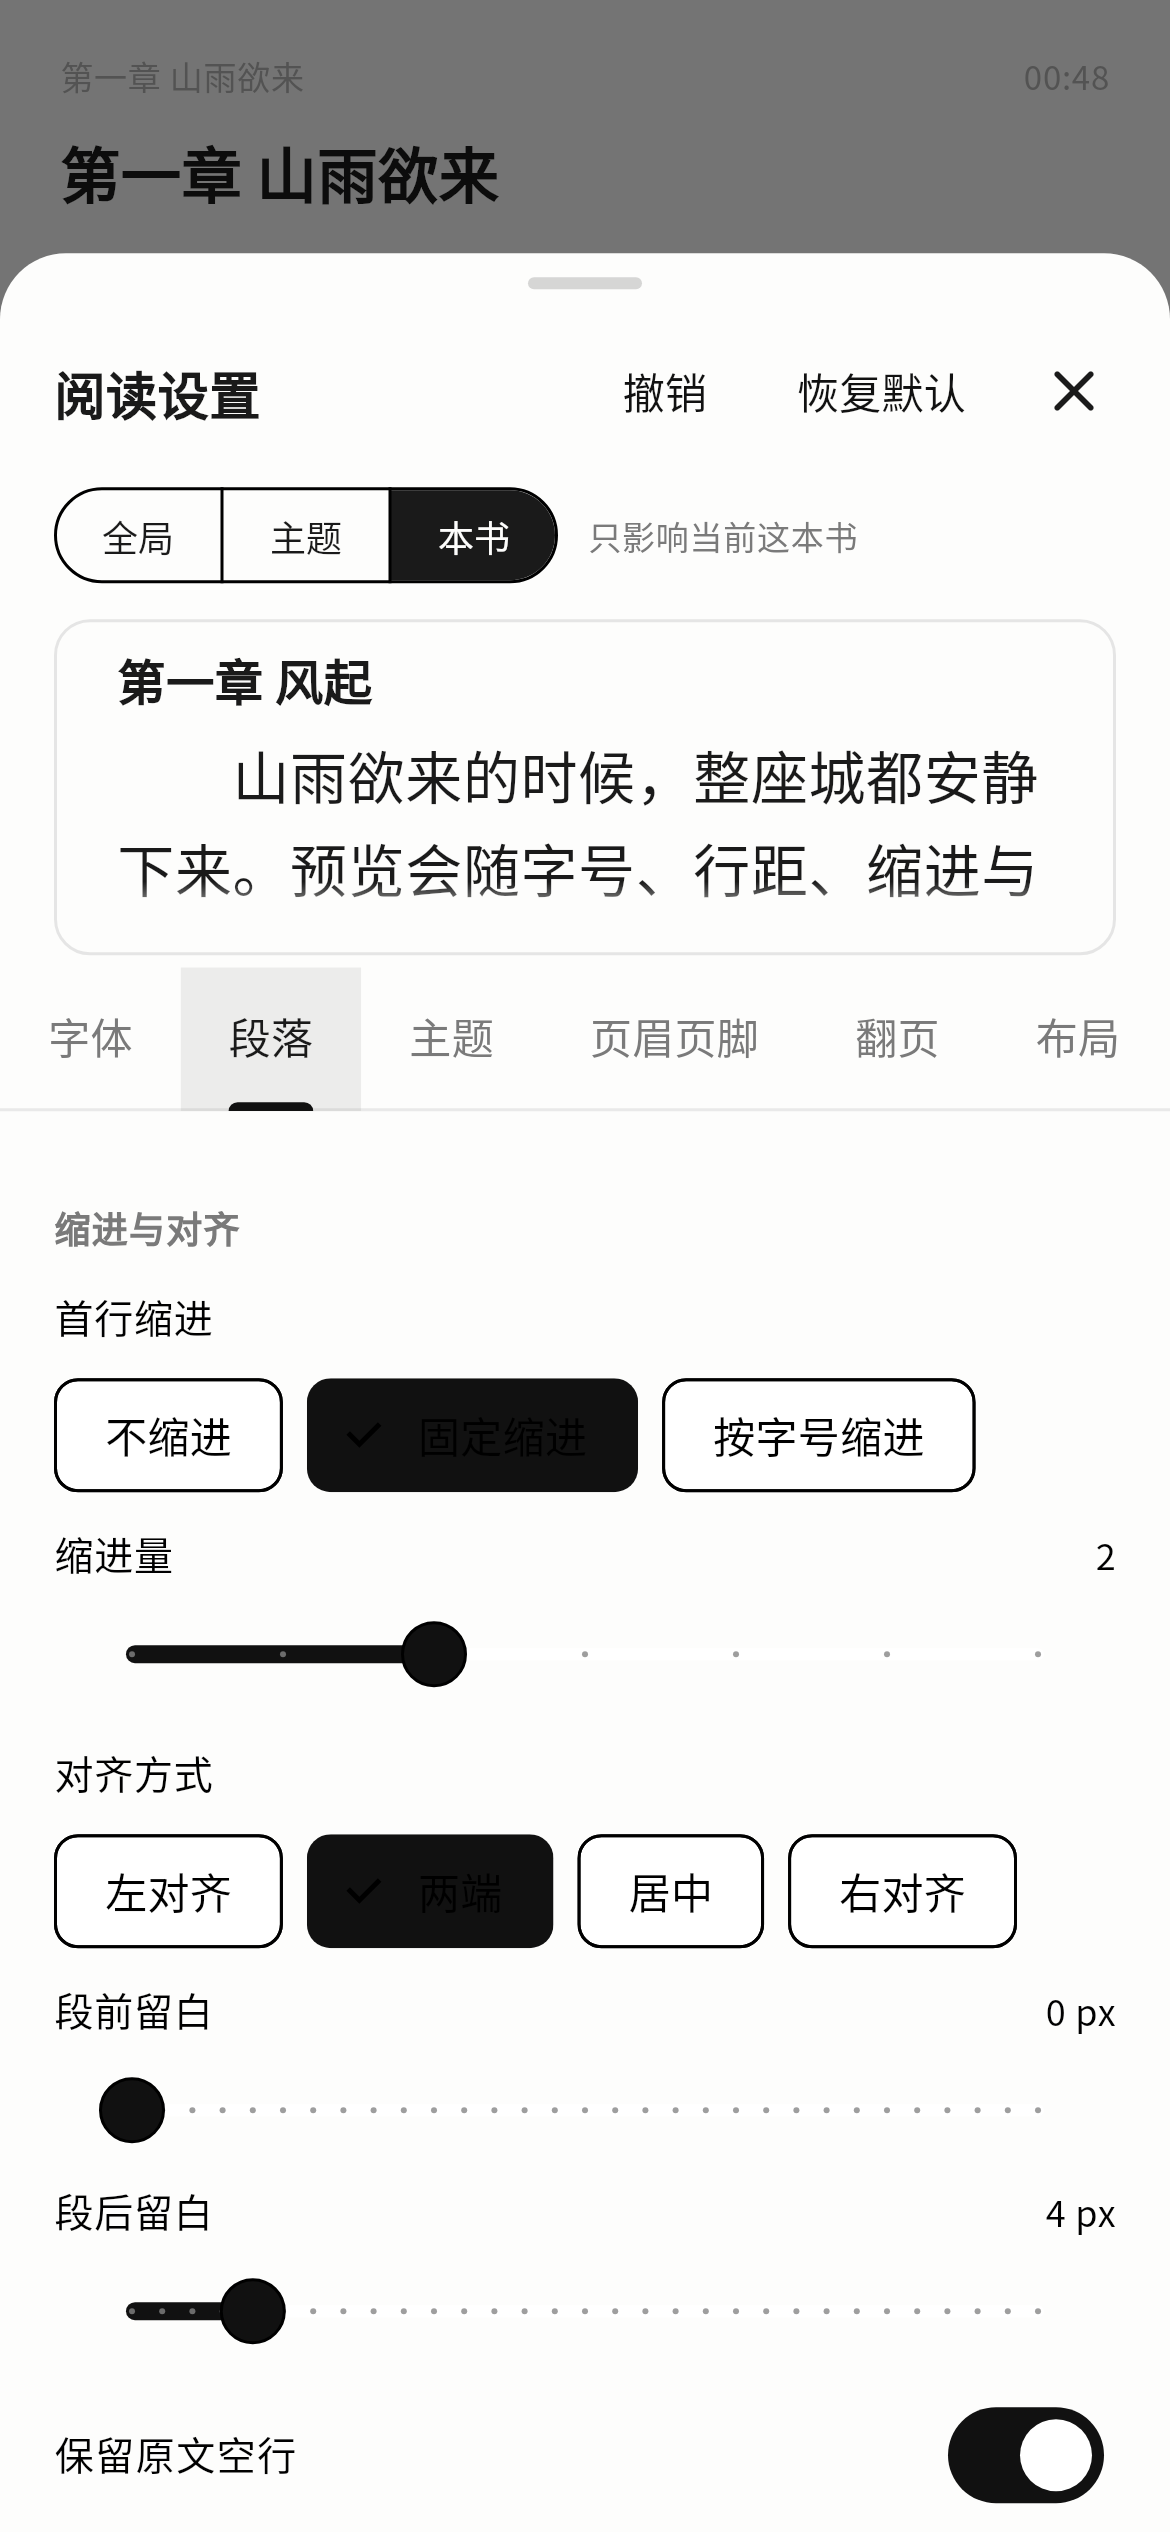 第一章 山雨欲来 00:48
第一章 山雨欲来
阅读设置 撤销 恢复默认
全局 主题 本书 只影响当前这本书
第一章 风起
山雨欲来的时候，整座城都安静
下来。预览会随字号、行距、缩进与
字体 段落 主题 页眉页脚 翻页 布局
缩进与对齐
首行缩进
不缩进 固定缩进 按字号缩进
缩进量 2
对齐方式
左对齐 两端 居中 右对齐
段前留白 0 px
段后留白 4 px
保留原文空行